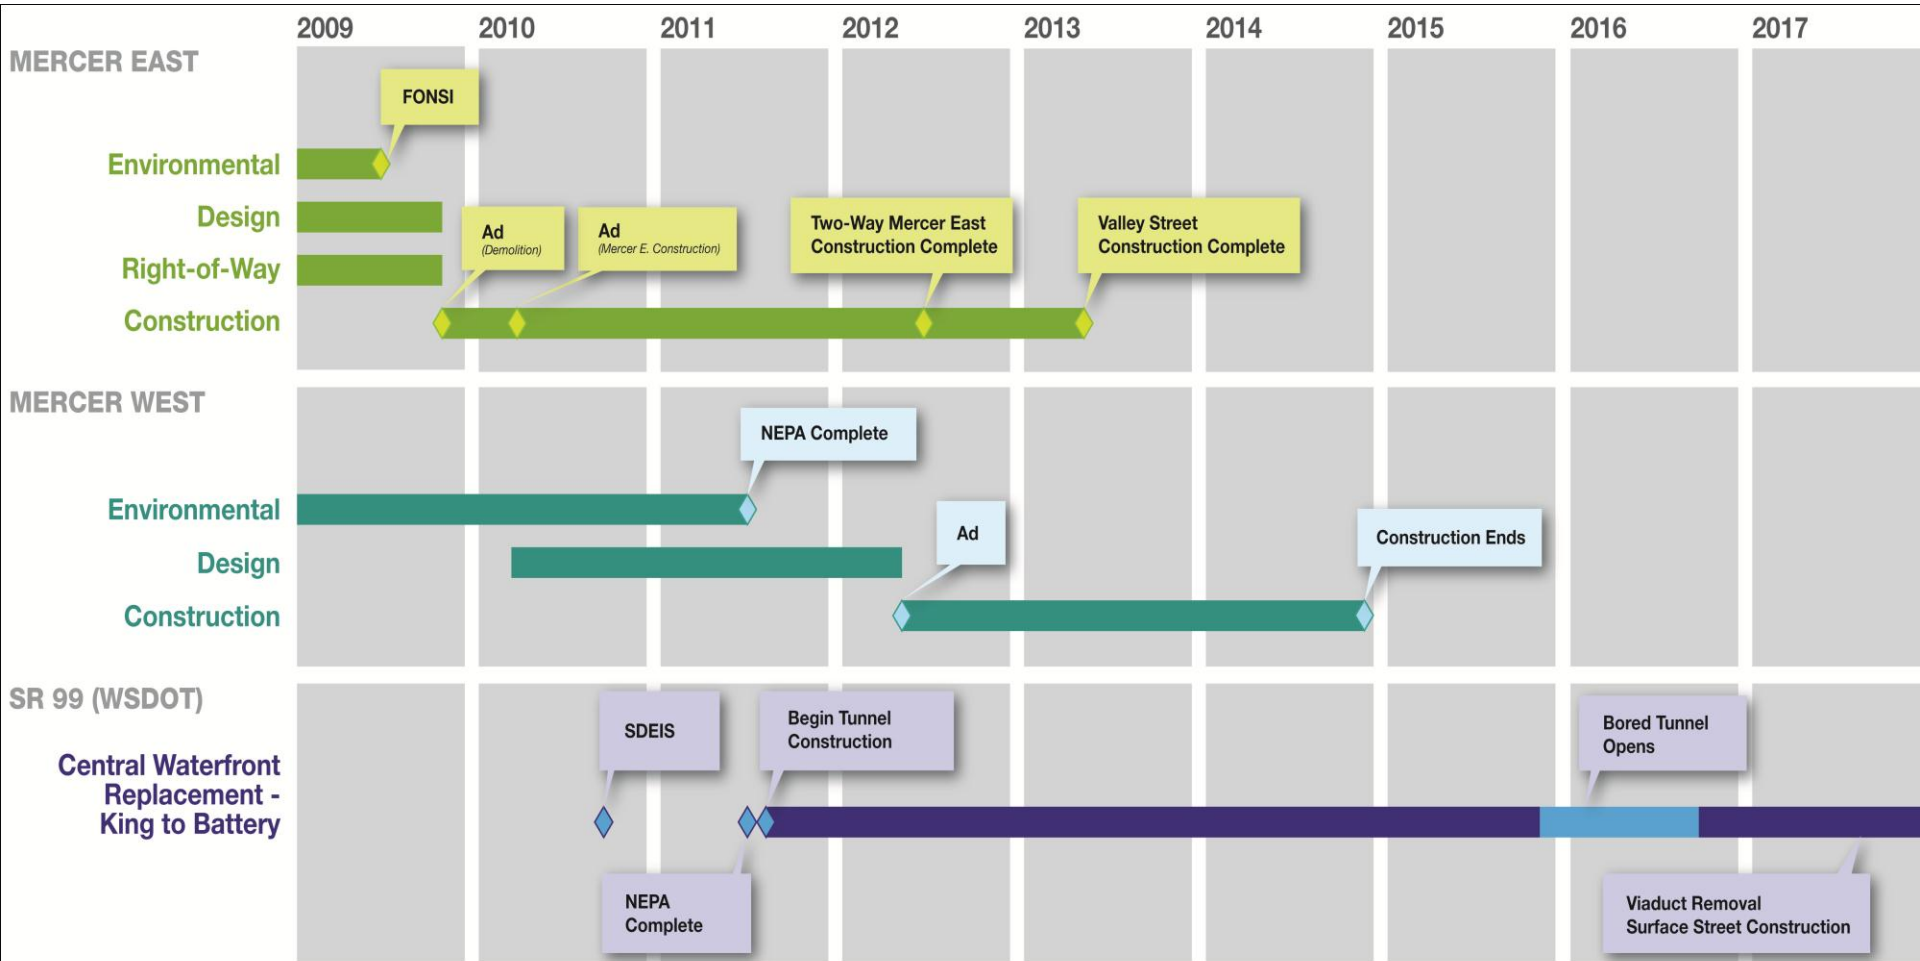 2009 2010 2011 2012 2013 2014 2015 2016 2017
MERCER EAST
FONSI
Environmental
Design
Ad
(Demolition)
Ad
(Mercer E. Construction)
Two-Way Mercer East
Construction Complete
Valley Street
Construction Complete
Right-of-Way
Construction
MERCER WEST
NEPA Complete
Environmental
Ad
Construction Ends
Design
Construction
SR 99 (WSDOT)
SDEIS
Begin Tunnel
Construction
Bored Tunnel
Opens
Central Waterfront
Replacement -
King to Battery
NEPA
Complete
Viaduct Removal
Surface Street Construction